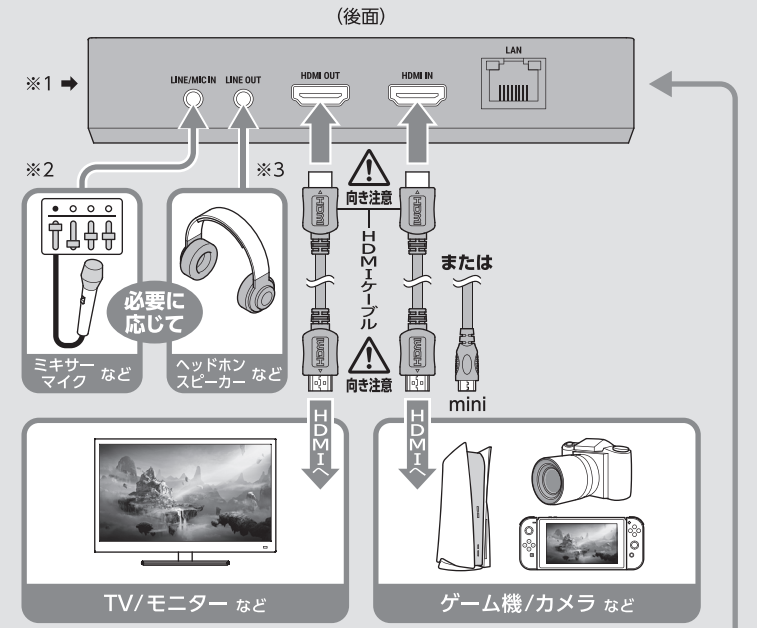 （後面）
LAN
※1 ➡
LINE/MIC IN
LINE OUT
HDMI OUT
HDMI IN
※2
※3
向き注意
HDMI
HDMI
HDMIケーブル
または
必要に
応じて
HDMI
HDMI
向き注意
ミキサー
マイク など
ヘッドホン
スピーカー など
mini
HDMIへ
HDMIへ
TV/モニター など
ゲーム機/カメラ など